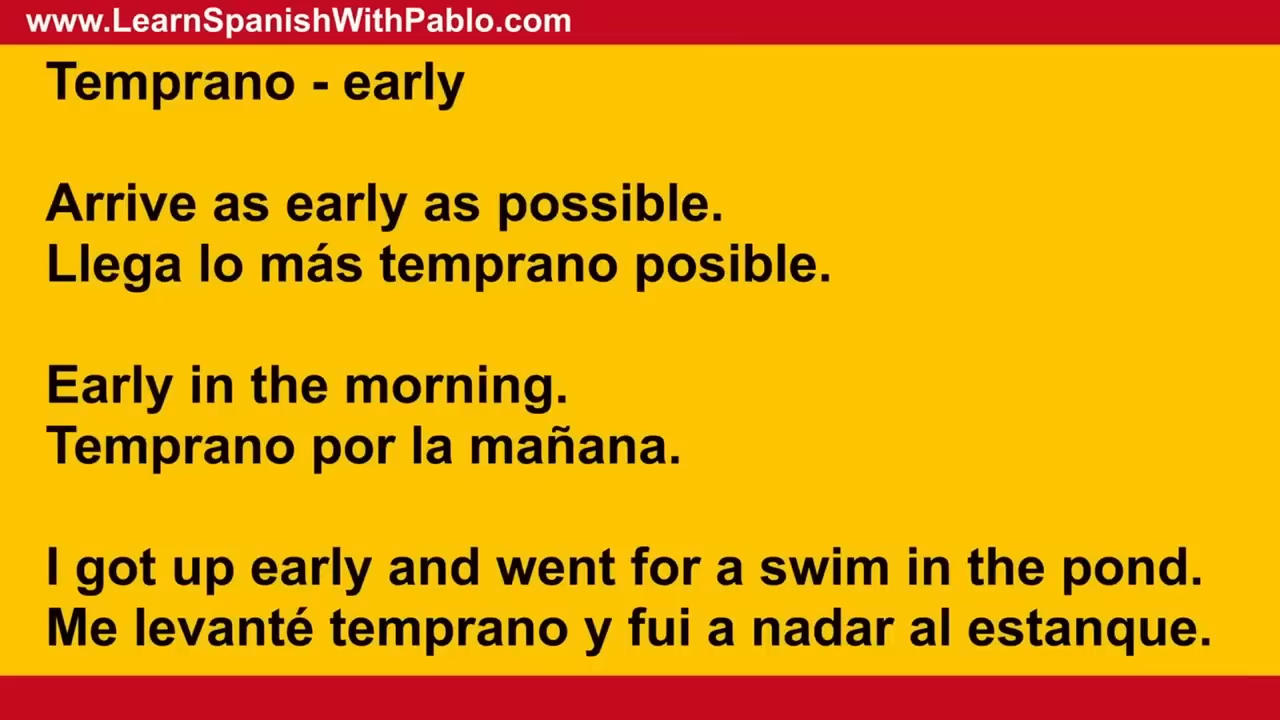 www.LearnSpanishWithPablo.com
Temprano - early
Arrive as early as possible.
Llega lo más temprano posible.
Early in the morning.
Temprano por la mañana.
I got up early and went for a swim in the pond.
Me levanté temprano y fui a nadar al estanque.